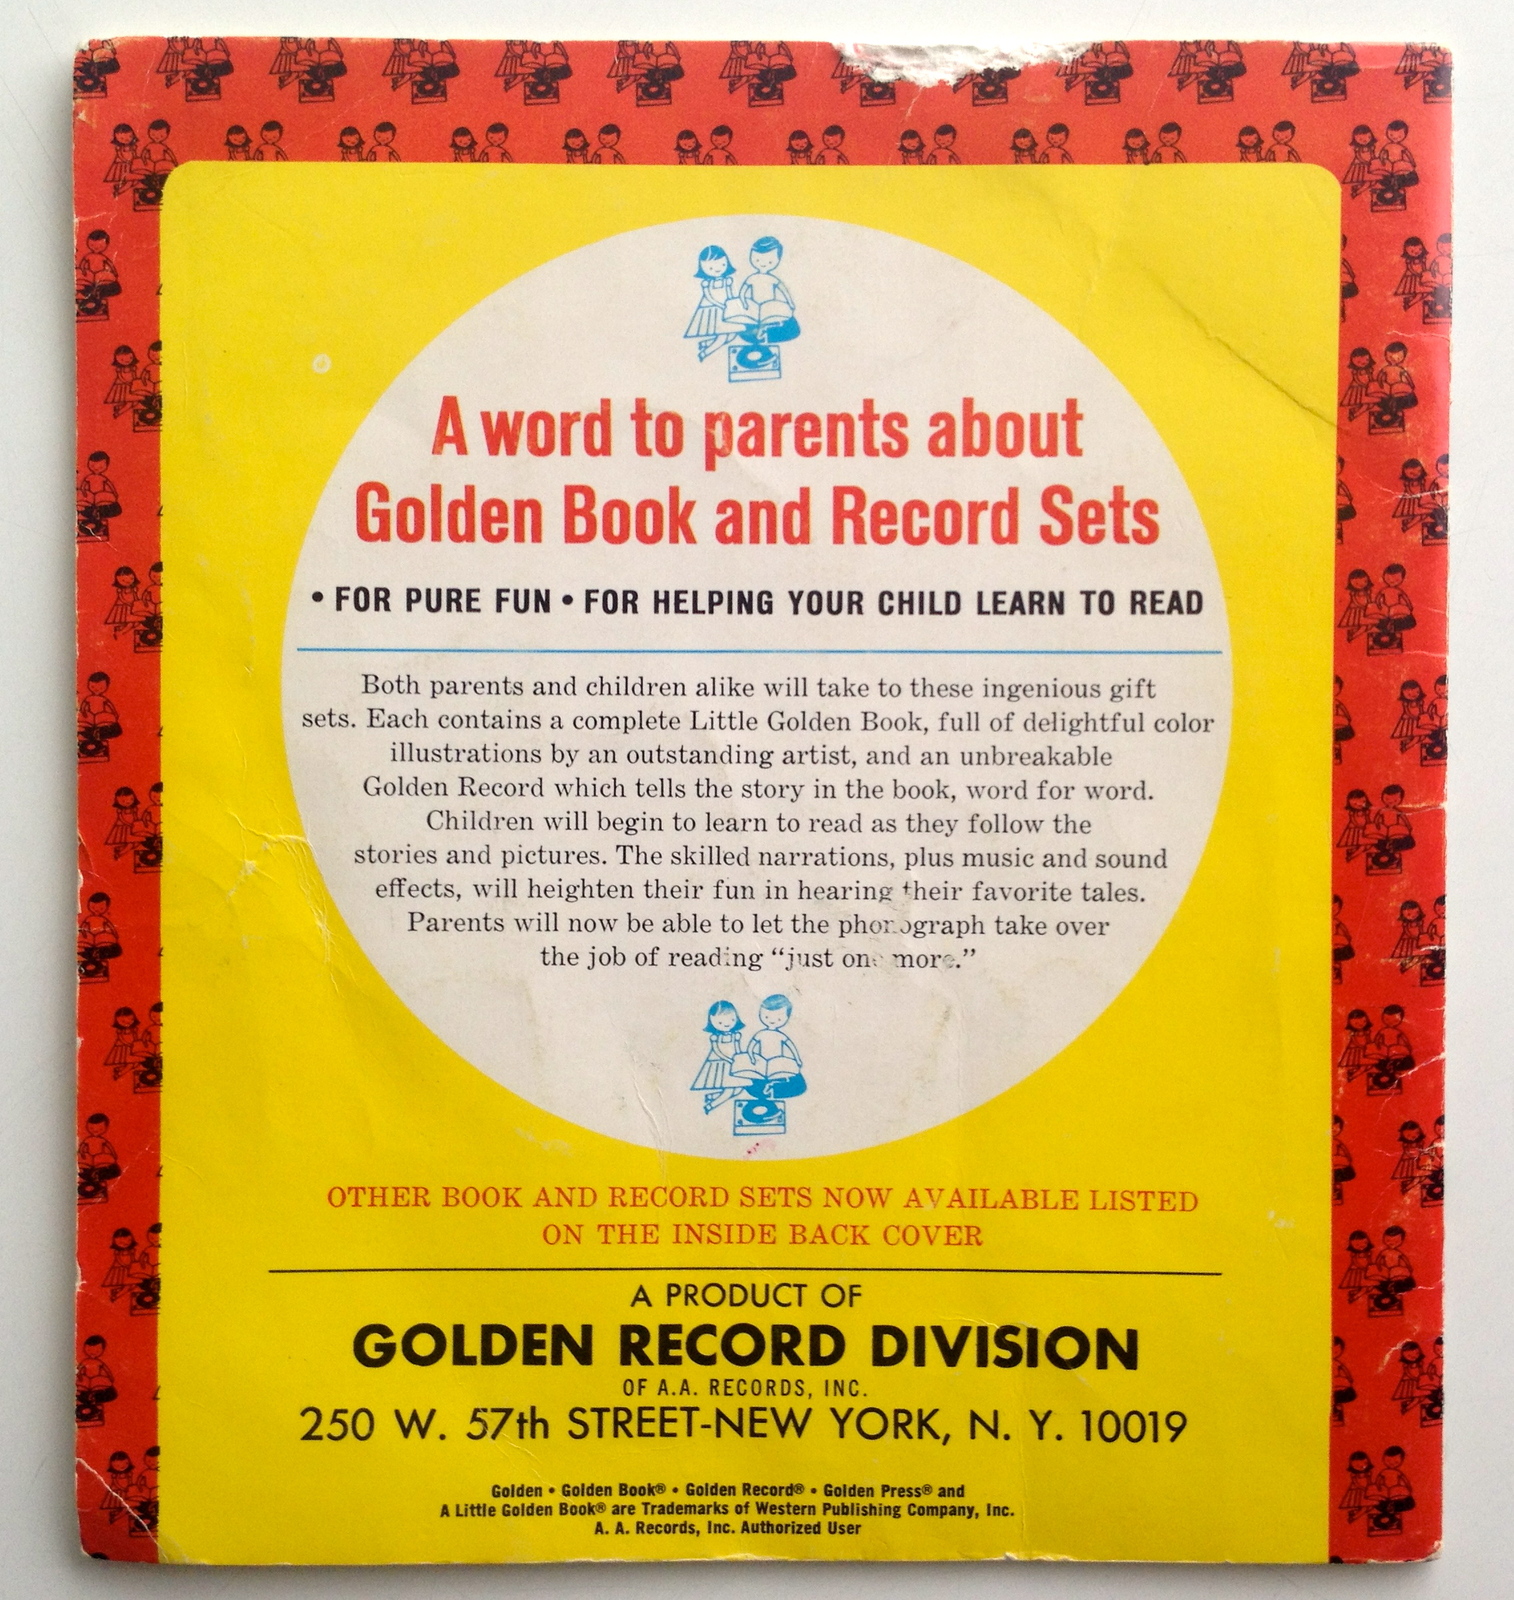 A word to parents about
Golden Book and Record Sets
• FOR PURE FUN • FOR HELPING YOUR CHILD LEARN TO READ
Both parents and children alike will take to these ingenious gift
sets. Each contains a complete Little Golden Book, full of delightful color
illustrations by an outstanding artist, and an unbreakable
Golden Record which tells the story in the book, word for word.
Children will begin to learn to read as they follow the
stories and pictures. The skilled narrations, plus music and sound
effects, will heighten their fun in hearing their favorite tales.
Parents will now be able to let the phonograph take over
the job of reading “just one more.”
OTHER BOOK AND RECORD SETS NOW AVAILABLE LISTED
ON THE INSIDE BACK COVER
A PRODUCT OF
GOLDEN RECORD DIVISION
OF A.A. RECORDS, INC.
250 W. 57th STREET-NEW YORK, N. Y. 10019
Golden • Golden Book® • Golden Record® • Golden Press® and
A Little Golden Book® are Trademarks of Western Publishing Company, Inc.
A. A. Records, Inc. Authorized User